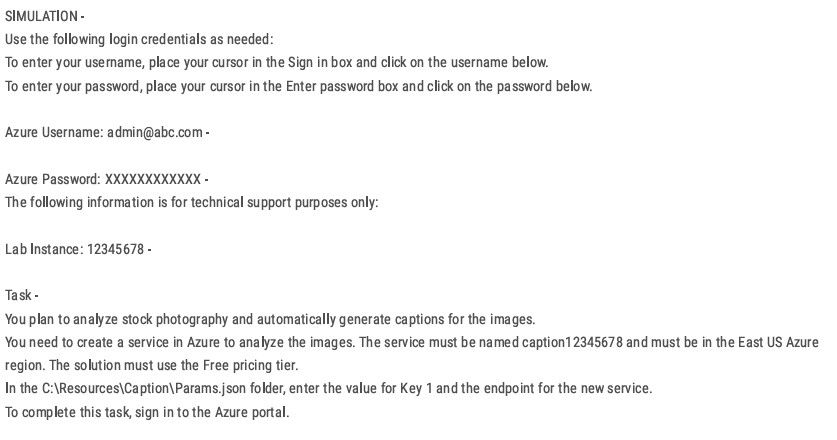 SIMULATION -
Use the following login credentials as needed:
To enter your username, place your cursor in the Sign in box and click on the username below.
To enter your password, place your cursor in the Enter password box and click on the password below.
Azure Username: admin@abc.com -
Azure Password: XXXXXXXXXXXX -
The following information is for technical support purposes only:
Lab Instance: 12345678 -
Task -
You plan to analyze stock photography and automatically generate captions for the images.
You need to create a service in Azure to analyze the images. The service must be named caption12345678 and must be in the East US Azure
region. The solution must use the Free pricing tier.
In the C:\Resources\Caption\Params.json folder, enter the value for Key 1 and the endpoint for the new service.
To complete this task, sign in to the Azure portal.